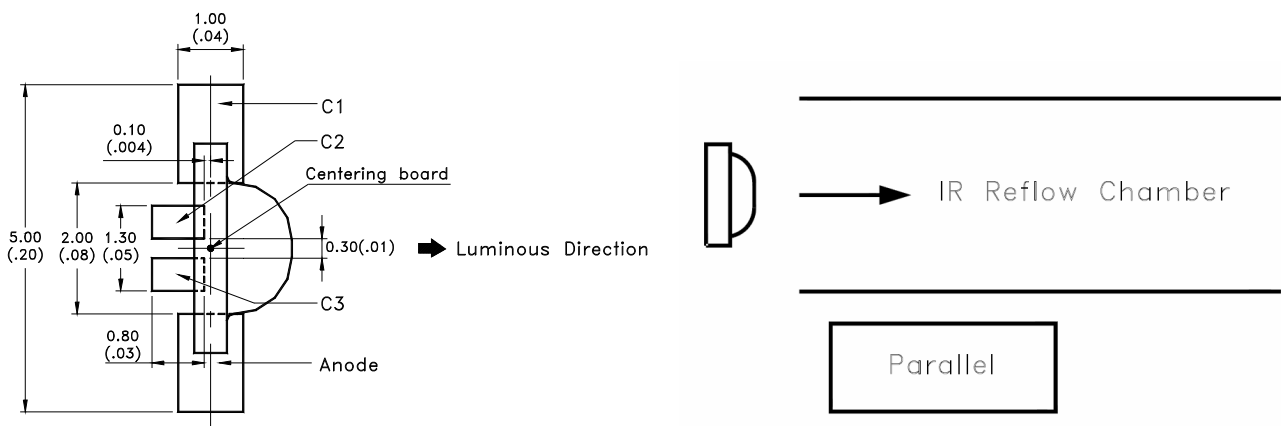 1.00
(.04)
C1
0.10
(.004)
C2
Centering board
5.00
(.20)
2.00
(.08)
1.30
(.05)
0.30(.01)
Luminous Direction
C3
0.80
(.03)
Anode
IR Reflow Chamber
Parallel